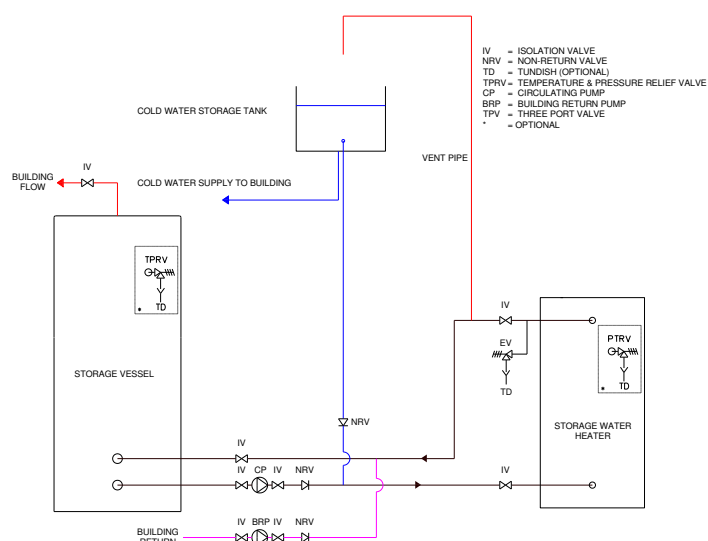 IV = ISOLATION VALVE
NRV = NON-RETURN VALVE
TD = TUNDISH (OPTIONAL)
TPRV= TEMPERATURE & PRESSURE RELIEF VALVE
CP = CIRCULATING PUMP
BRP = BUILDING RETURN PUMP
TPV = THREE PORT VALVE
* = OPTIONAL
COLD WATER STORAGE TANK
VENT PIPE
IV
BUILDING
FLOW
COLD WATER SUPPLY TO BUILDING
TPRV
TD
*
STORAGE VESSEL
IV
EV
TD
PTRV
TD
*
STORAGE WATER
HEATER
NRV
IV
IV CP IV NRV
IV
IV BRP IV NRV
BUILDING
RETURN